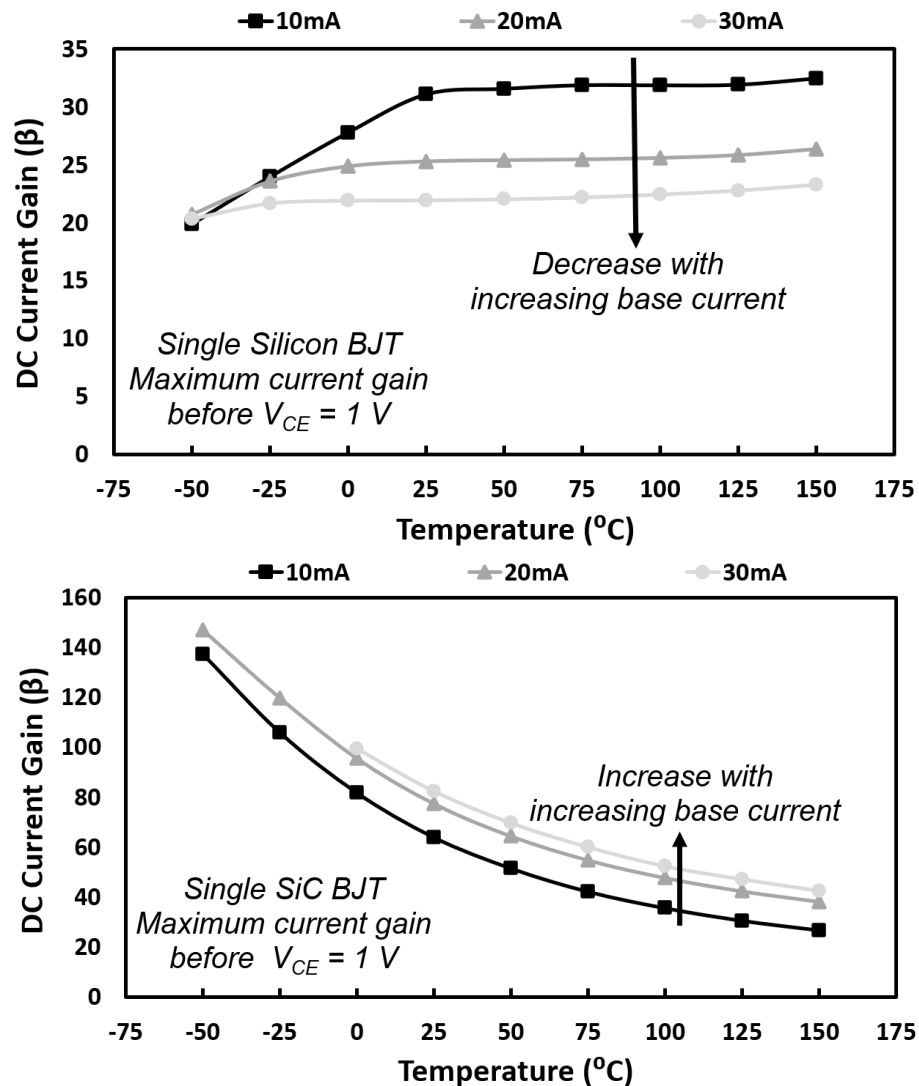 10mA 20mA 30mA
35
30
25
20
15
10
5
0
DC Current Gain (β)
Decrease with
increasing base current
Single Silicon BJT
Maximum current gain
before V_CE = 1 V
-75 -50 -25 0 25 50 75 100 125 150 175
Temperature (⁰C)
10mA 20mA 30mA
160
140
120
100
80
60
40
20
0
DC Current Gain (β)
Increase with
increasing base current
Single SiC BJT
Maximum current gain
before V_CE = 1 V
-75 -50 -25 0 25 50 75 100 125 150 175
Temperature (⁰C)